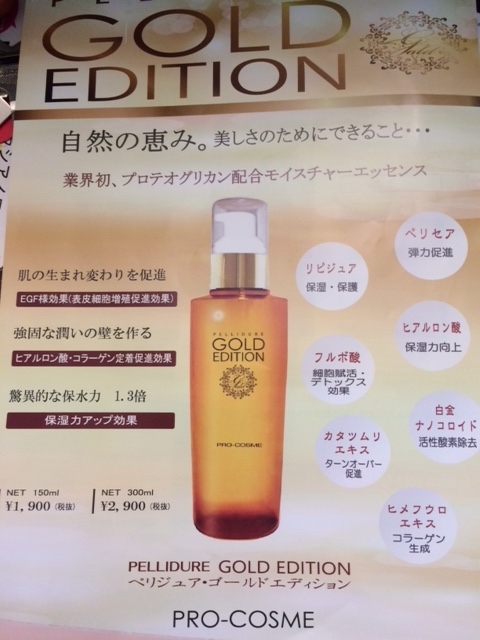 GOLD
EDITION
自然の恵み。美しさのためにできること・・・
業界初、プロテオグリカン配合モイスチャーエッセンス
肌の生まれ変わりを促進
EGF様効果(表皮細胞増殖促進効果)
強固な潤いの壁を作る
ヒアルロン酸・コラーゲン定着促進効果
驚異的な保水力 1.3倍
保湿力アップ効果
NET 150ml
¥1,900(税抜)
NET 300ml
¥2,900(税抜)
PELLIDURE
GOLD
EDITION
PRO-COSME
ペリセア
弾力促進
リピジュア
保湿・保護
ヒアルロン酸
保湿力向上
フルボ酸
細胞賦活・
デトックス
効果
白金
ナノコロイド
活性酸素除去
カタツムリ
エキス
ターンオーバー
促進
ヒメフウロ
エキス
コラーゲン
生成
PELLIDURE GOLD EDITION
ペリジュア・ゴールドエディション
PRO-COSME